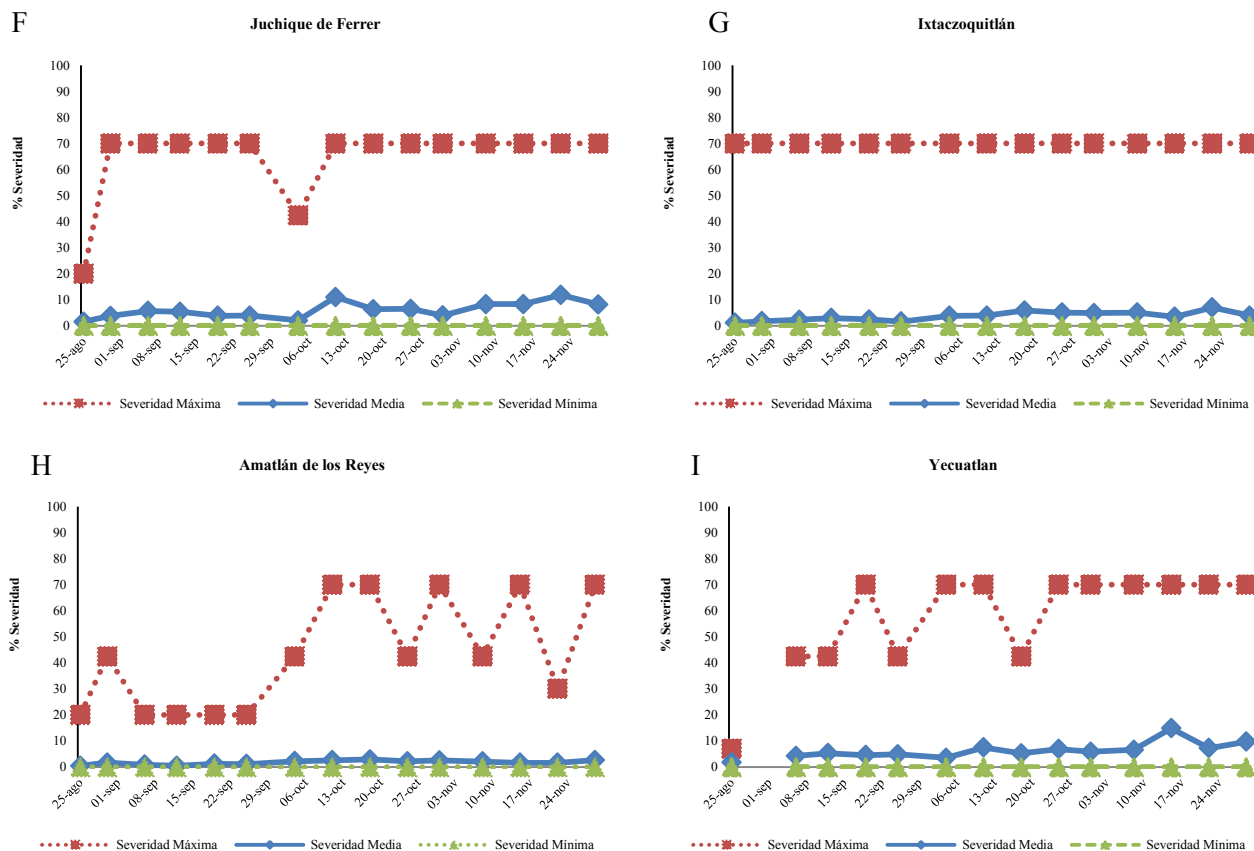 F
Juchique de Ferrer
% Severidad
100
90
80
70
60
50
40
30
20
10
0
25-ago 01-sep 08-sep 15-sep 22-sep 29-sep 06-oct 13-oct 20-oct 27-oct 03-nov 10-nov 17-nov 24-nov
Severidad Máxima Severidad Media Severidad Mínima
G
Ixtaczoquitlán
% Severidad
100
90
80
70
60
50
40
30
20
10
0
25-ago 01-sep 08-sep 15-sep 22-sep 29-sep 06-oct 13-oct 20-oct 27-oct 03-nov 10-nov 17-nov 24-nov
Severidad Máxima Severidad Media Severidad Mínima
H
Amatlán de los Reyes
% Severidad
100
90
80
70
60
50
40
30
20
10
0
25-ago 01-sep 08-sep 15-sep 22-sep 29-sep 06-oct 13-oct 20-oct 27-oct 03-nov 10-nov 17-nov 24-nov
Severidad Máxima Severidad Media Severidad Mínima
I
Yecuatlan
% Severidad
100
90
80
70
60
50
40
30
20
10
0
25-ago 01-sep 08-sep 15-sep 22-sep 29-sep 06-oct 13-oct 20-oct 27-oct 03-nov 10-nov 17-nov 24-nov
Severidad Máxima Severidad Media Severidad Mínima